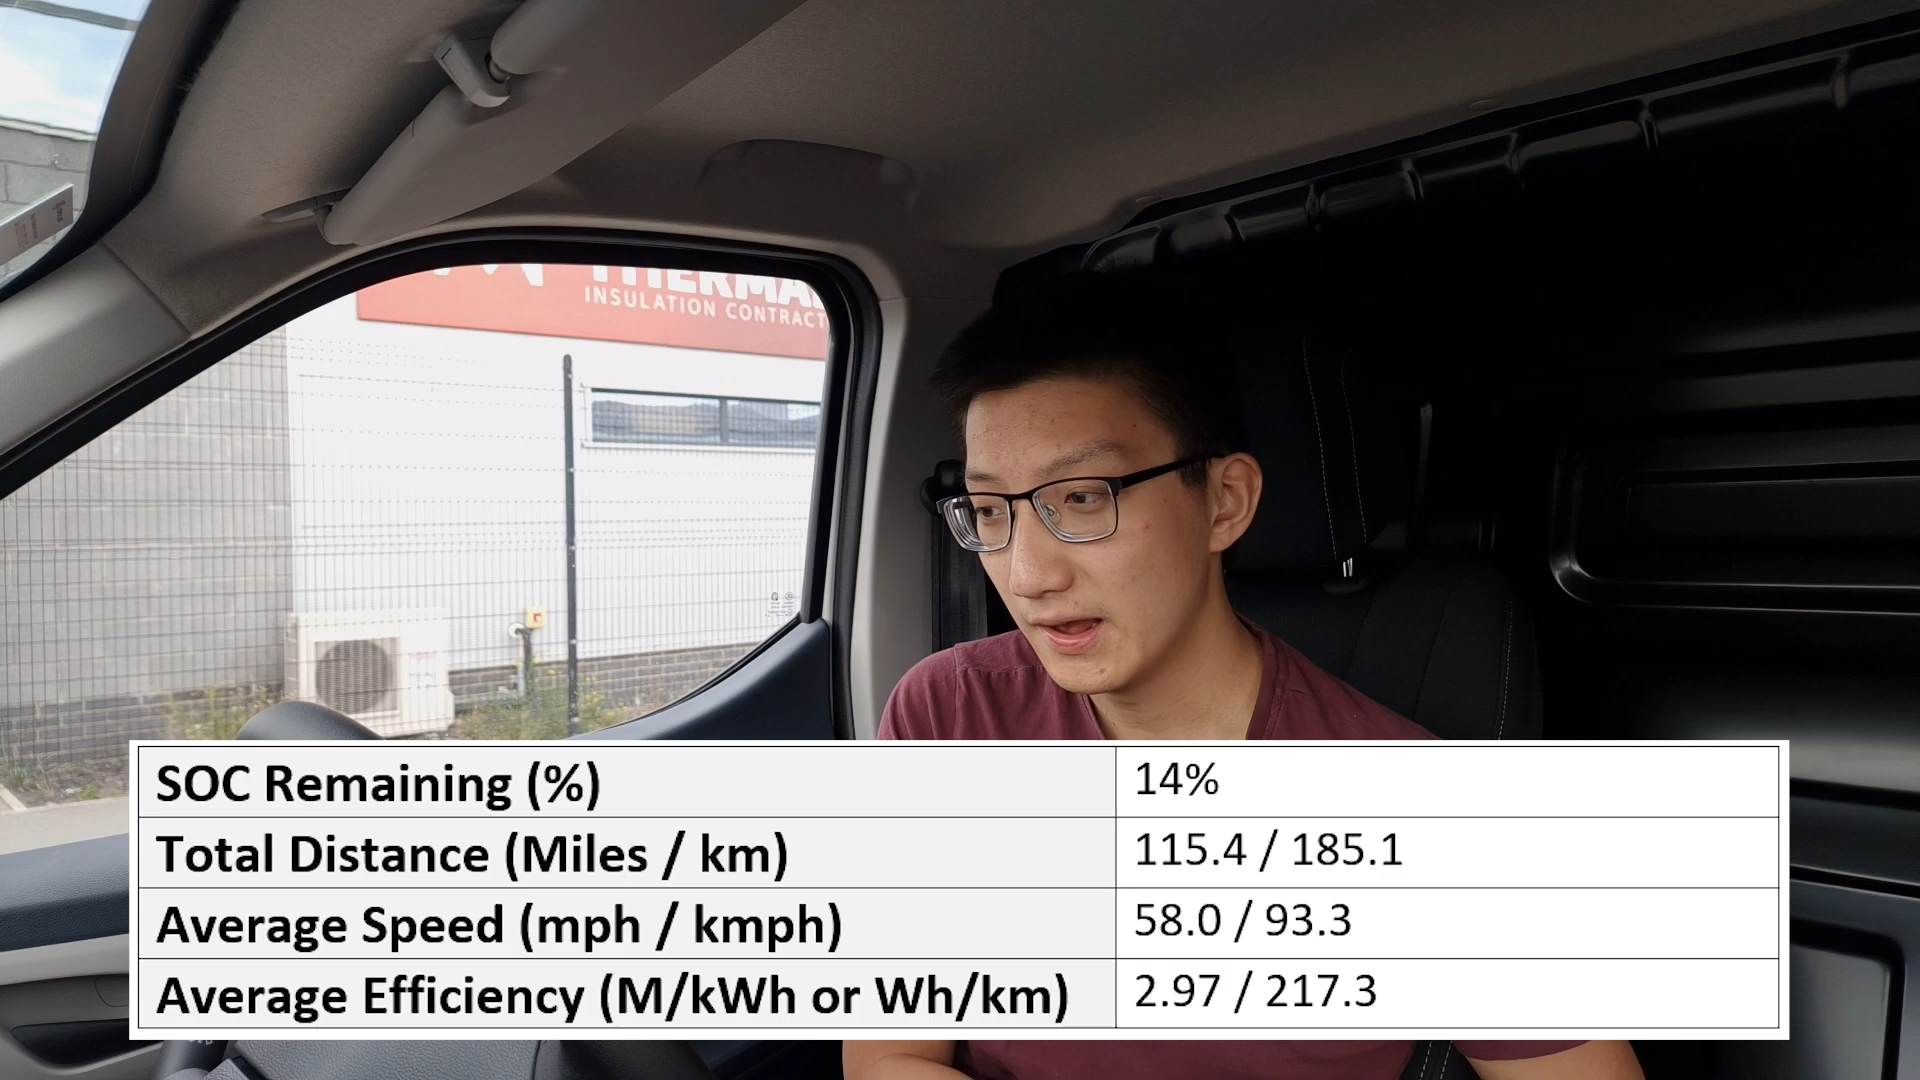 INSULATION CONTRACT
SOC Remaining (%) 14%
Total Distance (Miles / km) 115.4 / 185.1
Average Speed (mph / kmph) 58.0 / 93.3
Average Efficiency (M/kWh or Wh/km) 2.97 / 217.3